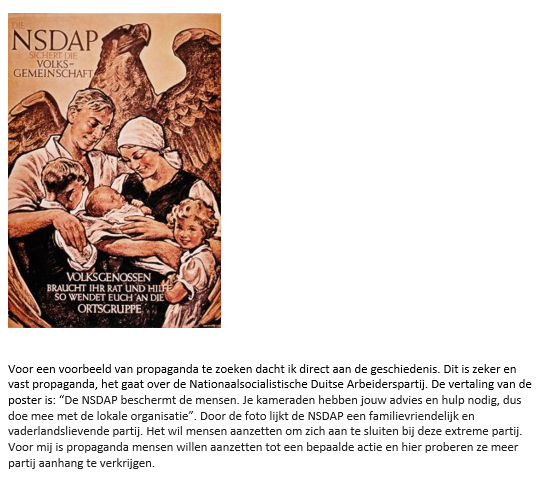 DIE
NSDAP
SICHERT DIE
VOLKS-
GEMEINSCHAFT
VOLKSGENOSSEN
BRAUCHT IHR RAT UND HILFE
SO WENDET EUCH AN DIE
ORTSGRUPPE
Voor een voorbeeld van propaganda te zoeken dacht ik direct aan de geschiedenis. Dit is zeker en
vast propaganda, het gaat over de Nationaalsocialistische Duitse Arbeiderspartij. De vertaling van de
poster is: “De NSDAP beschermt de mensen. Je kameraden hebben jouw advies en hulp nodig, dus
doe mee met de lokale organisatie”. Door de foto lijkt de NSDAP een familievriendelijk en
vaderlandslievende partij. Het wil mensen aanzetten om zich aan te sluiten bij deze extreme partij.
Voor mij is propaganda mensen willen aanzetten tot een bepaalde actie en hier proberen ze meer
partij aanhang te verkrijgen.